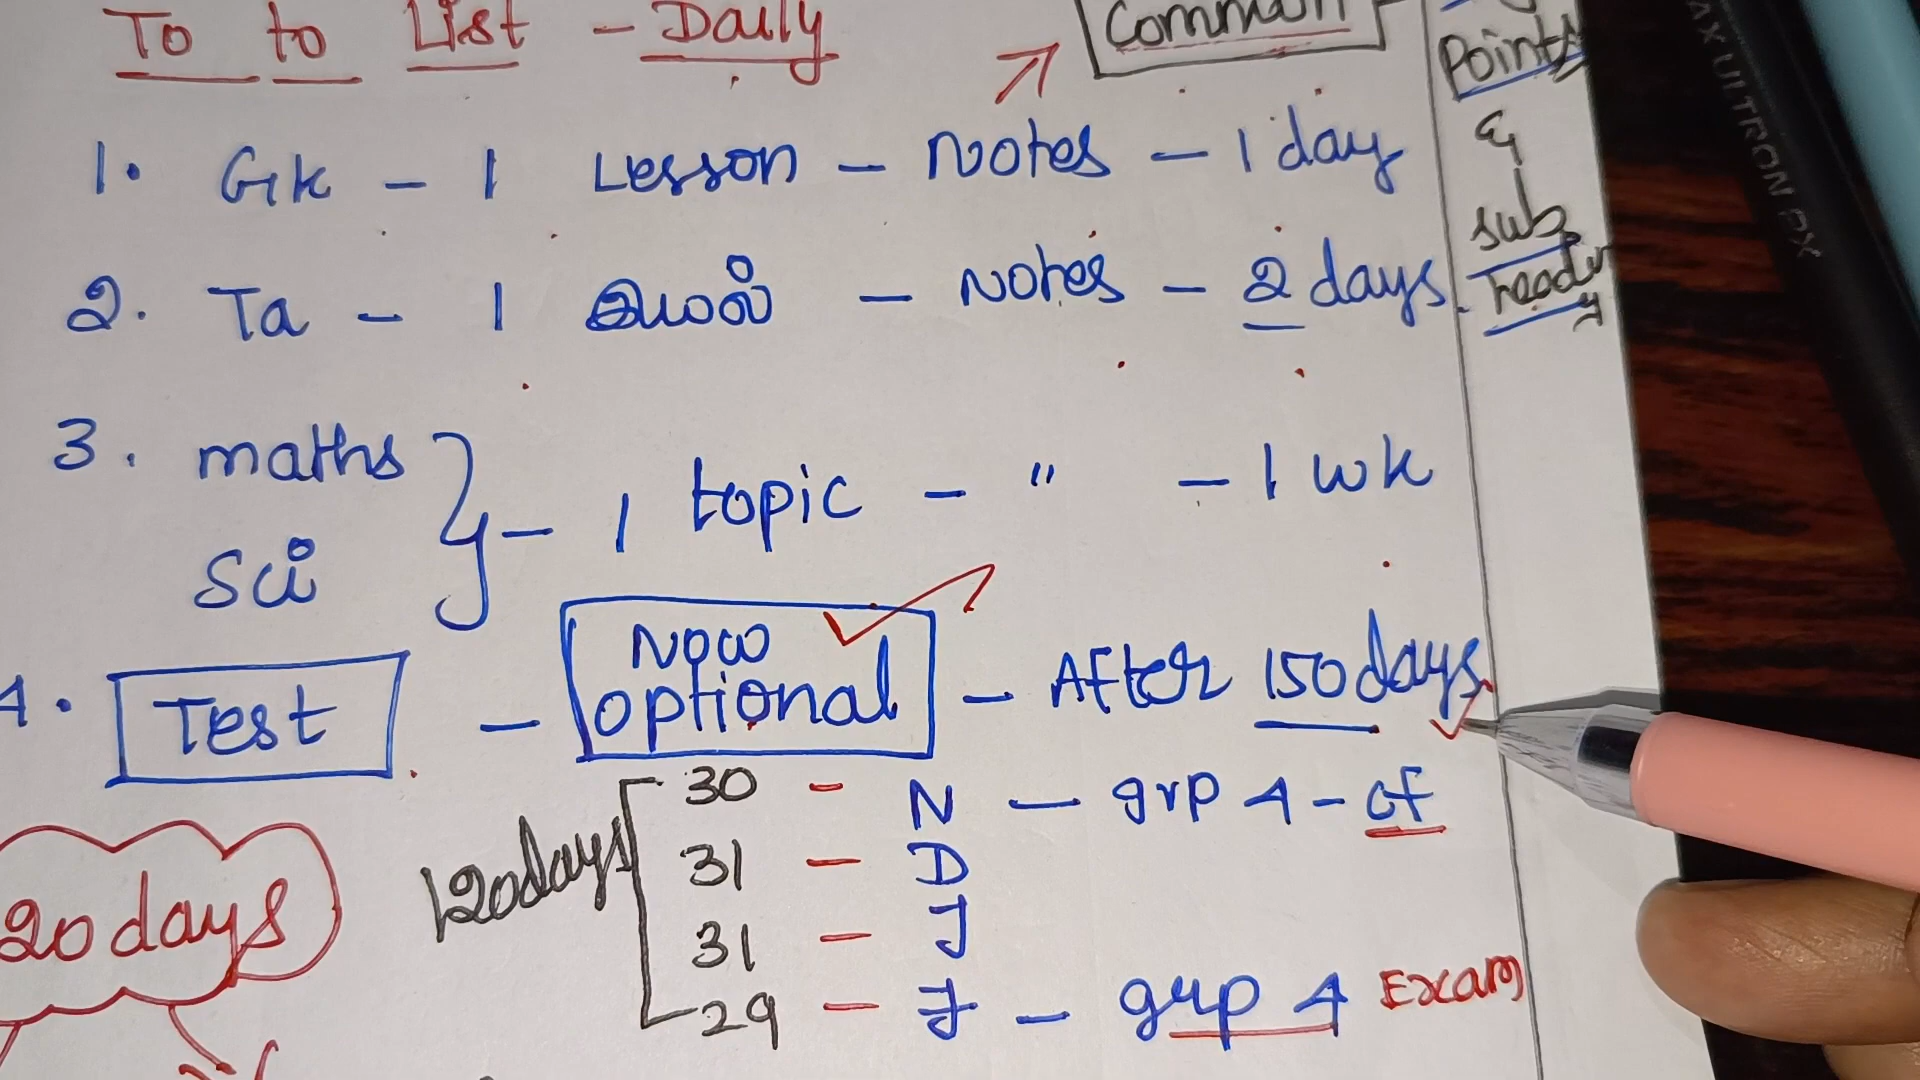 To to List - Daily
Common
Points
&
sub
1. Gk - 1 Lesson - Notes - 1 day
2. Ta - 1 இயல் - Notes - 2 days.
3. maths
sci } - 1 topic - " - 1 wk
4. Test - Now optional - After 150 days
120 days
30 - N - grp 4 - cf
31 - D
31 - J
29 - F - grp 4 Exam
20 days